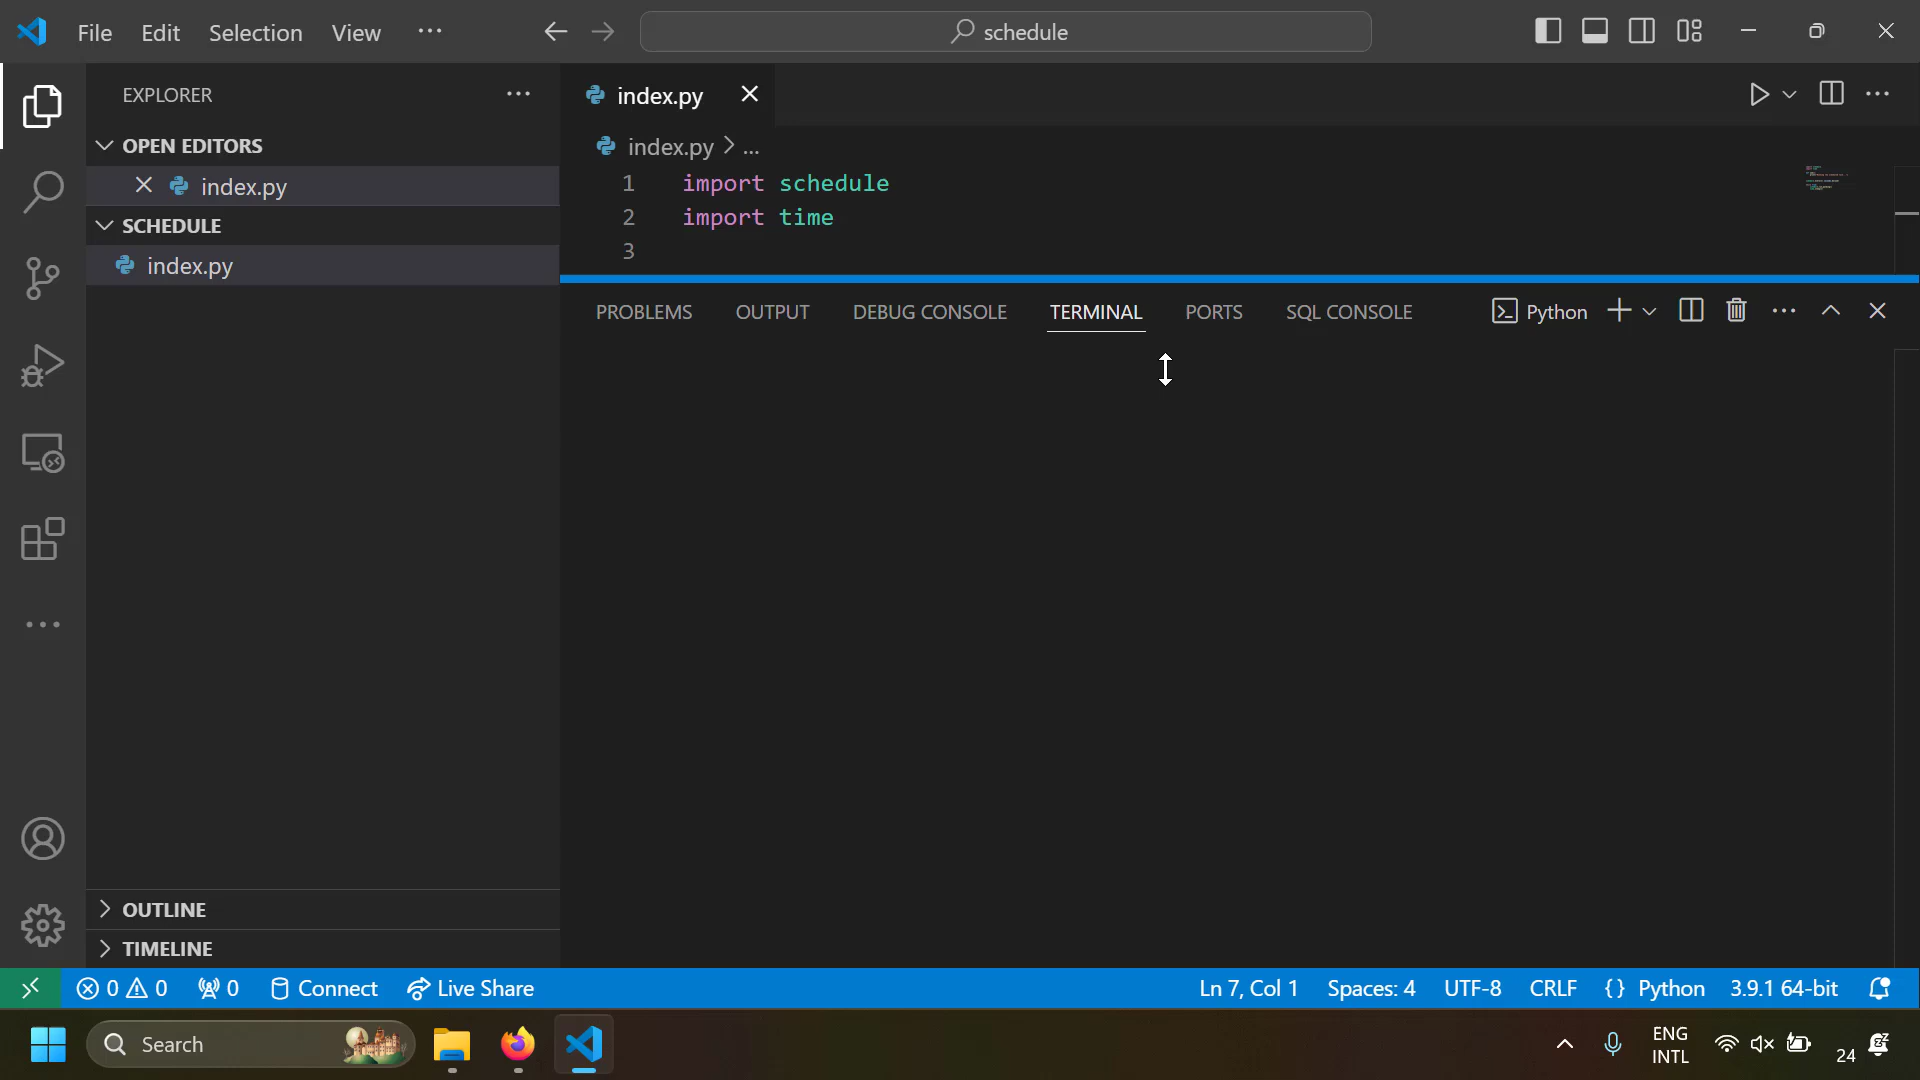 File Edit Selection View ··· schedule
EXPLORER
OPEN EDITORS
index.py
SCHEDULE
index.py
OUTLINE
TIMELINE
index.py
index.py > ...
1 import schedule
2 import time
3
PROBLEMS OUTPUT DEBUG CONSOLE TERMINAL PORTS SQL CONSOLE Python
0 0 0 Connect Live Share Ln 7, Col 1 Spaces: 4 UTF-8 CRLF {} Python 3.9.1 64-bit
Search
ENG
INTL
24